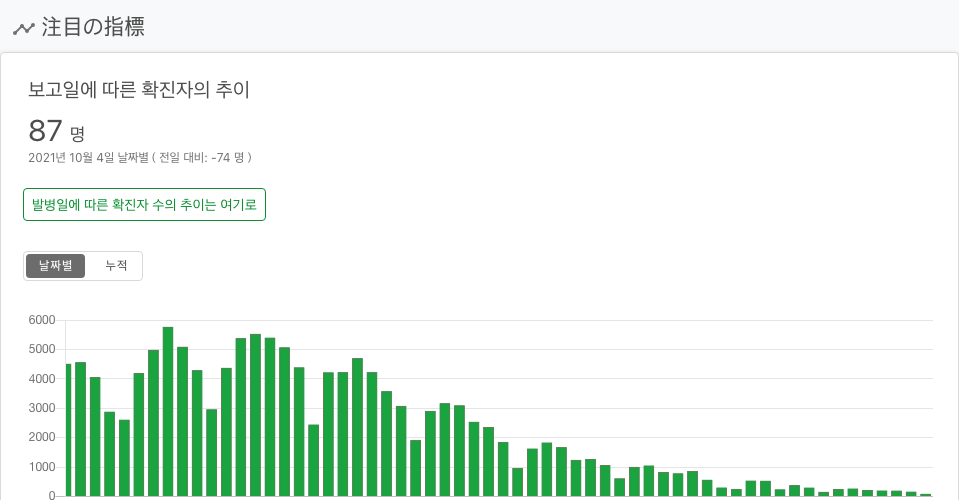 注目の指標
보고일에 따른 확진자의 추이
87 명
2021년 10월 4일 날짜별 ( 전일 대비: -74 명 )
발병일에 따른 확진자 수의 추이는 여기로
날짜별 누적
6000
5000
4000
3000
2000
1000
0